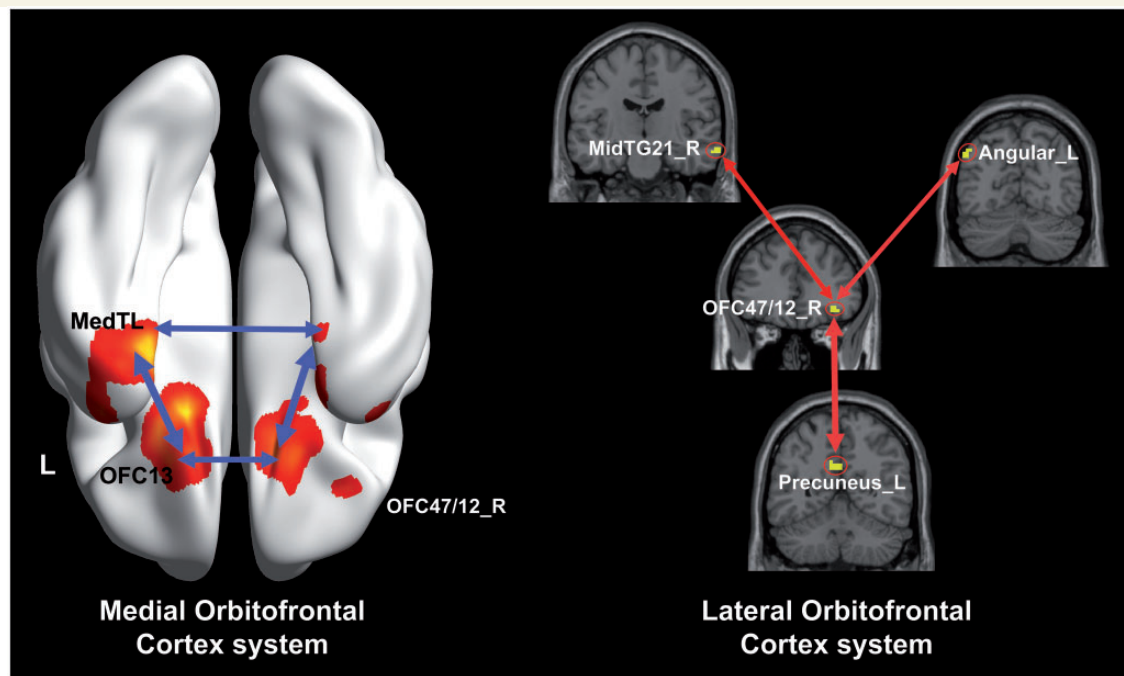 MidTG21_R
Angular_L
MedTL
OFC47/12_R
L
OFC13
Precuneus_L
OFC47/12_R
Medial Orbitofrontal
Cortex system
Lateral Orbitofrontal
Cortex system